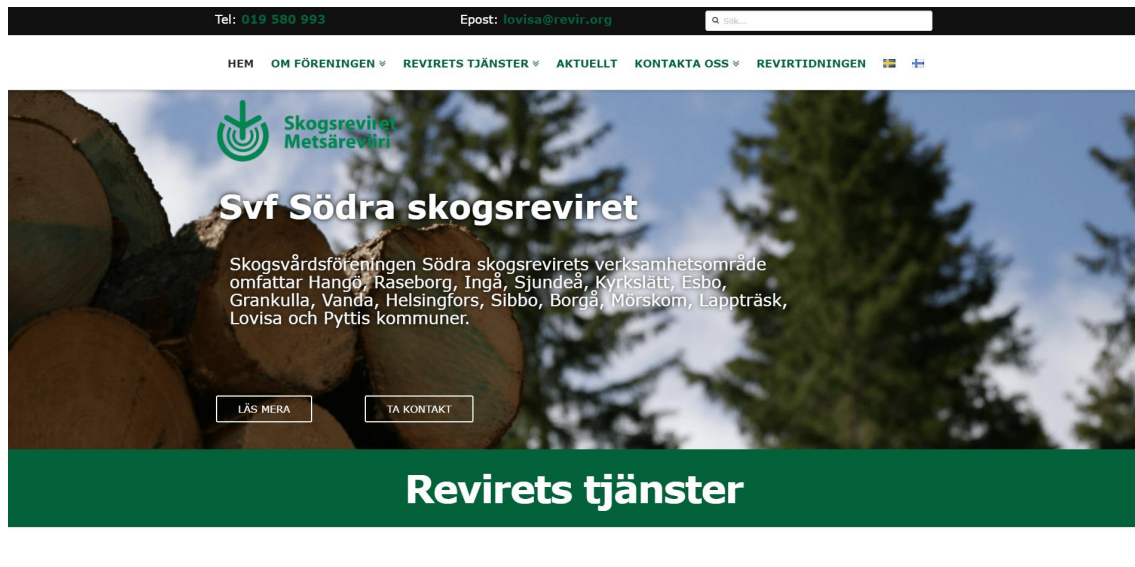 Tel: 019 580 993 Epost: lovisa@revir.org Sök...
HEM OM FÖRENINGEN REVIRETS TJÄNSTER AKTUELLT KONTAKTA OSS REVIRTIDNINGEN
Skogsreviret
Metsäreviiri
Svf Södra skogsreviret
Skogsvårdsföreningen Södra skogsrevirets verksamhetsområde
omfattar Hangö, Raseborg, Ingå, Sjundeå, Kyrkslätt, Esbo,
Grankulla, Vanda, Helsingfors, Sibbo, Borgå, Mörskom, Lappträsk,
Lovisa och Pyttis kommuner.
LÄS MERA TA KONTAKT
Revirets tjänster